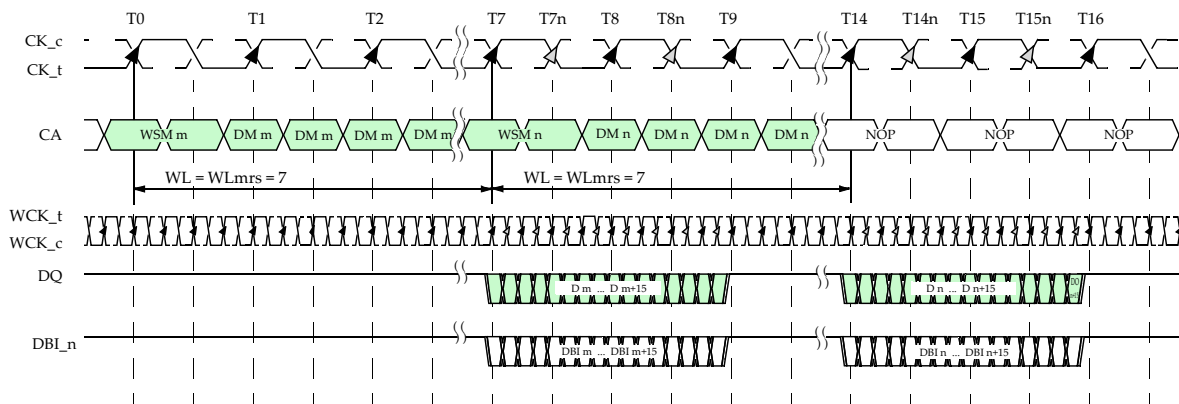 T0 T1 T2 T7 T7n T8 T8n T9 T14 T14n T15 T15n T16
CK_c
CK_t
CA WSM m DM m DM m DM m DM m WSM n DM n DM n DM n DM n NOP NOP NOP
WL = WLmrs = 7 WL = WLmrs = 7
WCK_t
WCK_c
DQ
D m ... D m+15 D n ... D n+15
DBI_n
DBI m ... DBI m+15 DBI n ... DBI n+15